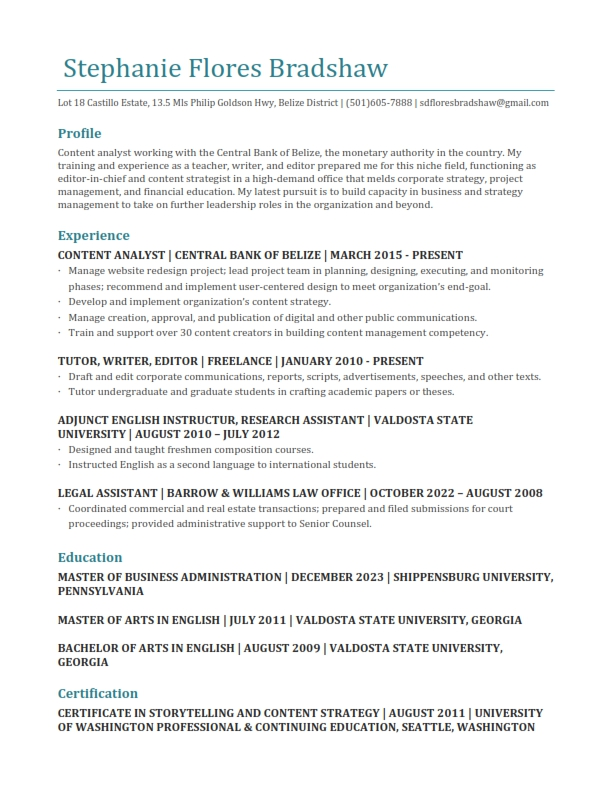 Stephanie Flores Bradshaw
Lot 18 Castillo Estate, 13.5 Mls Philip Goldson Hwy, Belize District | (501)605-7888 | sdfloresbradshaw@gmail.com
Profile
Content analyst working with the Central Bank of Belize, the monetary authority in the country. My
training and experience as a teacher, writer, and editor prepared me for this niche field, functioning as
editor-in-chief and content strategist in a high-demand office that melds corporate strategy, project
management, and financial education. My latest pursuit is to build capacity in business and strategy
management to take on further leadership roles in the organization and beyond.
Experience
CONTENT ANALYST | CENTRAL BANK OF BELIZE | MARCH 2015 - PRESENT
· Manage website redesign project; lead project team in planning, designing, executing, and monitoring
phases; recommend and implement user-centered design to meet organization's end-goal.
· Develop and implement organization's content strategy.
· Manage creation, approval, and publication of digital and other public communications.
· Train and support over 30 content creators in building content management competency.
TUTOR, WRITER, EDITOR | FREELANCE | JANUARY 2010 - PRESENT
· Draft and edit corporate communications, reports, scripts, advertisements, speeches, and other texts.
· Tutor undergraduate and graduate students in crafting academic papers or theses.
ADJUNCT ENGLISH INSTRUCTUR, RESEARCH ASSISTANT | VALDOSTA STATE
UNIVERSITY | AUGUST 2010 – JULY 2012
· Designed and taught freshmen composition courses.
· Instructed English as a second language to international students.
LEGAL ASSISTANT | BARROW & WILLIAMS LAW OFFICE | OCTOBER 2022 – AUGUST 2008
· Coordinated commercial and real estate transactions; prepared and filed submissions for court
proceedings; provided administrative support to Senior Counsel.
Education
MASTER OF BUSINESS ADMINISTRATION | DECEMBER 2023 | SHIPPENSBURG UNIVERSITY,
PENNSYLVANIA
MASTER OF ARTS IN ENGLISH | JULY 2011 | VALDOSTA STATE UNIVERSITY, GEORGIA
BACHELOR OF ARTS IN ENGLISH | AUGUST 2009 | VALDOSTA STATE UNIVERSITY,
GEORGIA
Certification
CERTIFICATE IN STORYTELLING AND CONTENT STRATEGY | AUGUST 2011 | UNIVERSITY
OF WASHINGTON PROFESSIONAL & CONTINUING EDUCATION, SEATTLE, WASHINGTON